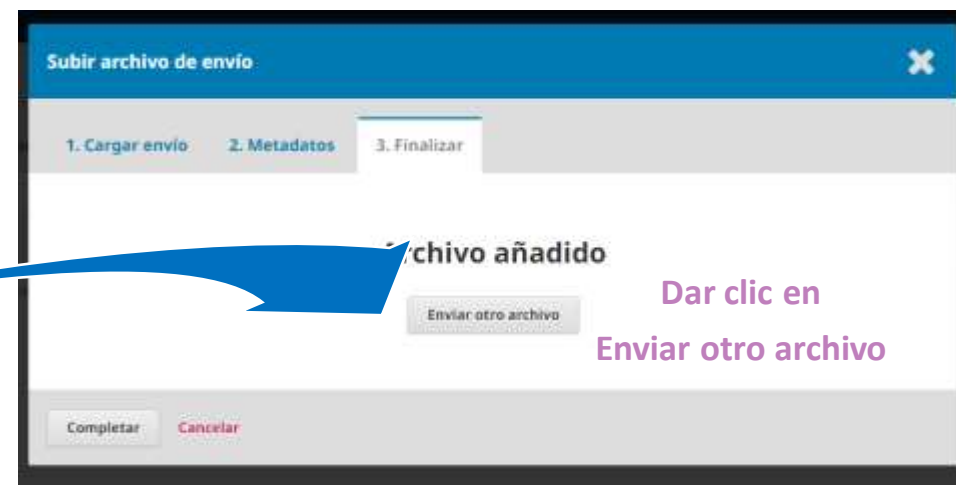 Subir archivo de envío
1. Cargar envío 2. Metadatos 3. Finalizar
Archivo añadido
Enviar otro archivo
Dar clic en
Enviar otro archivo
Completar Cancelar